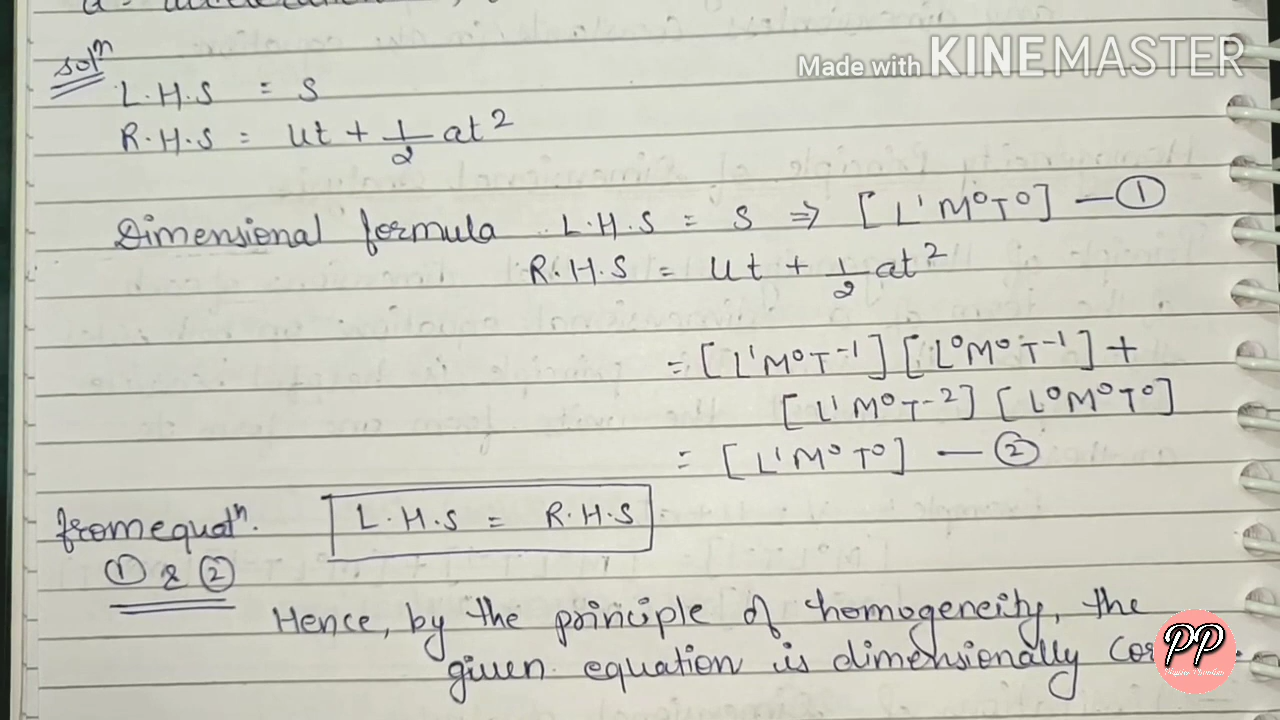 Made with KINEMASTER
solⁿ
L.H.S = S
R.H.S = ut + 1/2 at²
Dimensional formula L.H.S = S ⇒ [L¹M⁰T⁰] — ①
R.H.S = ut + 1/2 at²
= [L¹M⁰T⁻¹] [L⁰M⁰T⁻¹] +
[L¹M⁰T⁻²] [L⁰M⁰T⁰]
= [L¹M⁰T⁰] — ②
from equatⁿ. L.H.S = R.H.S
① & ②
Hence, by the principle of homogeneity, the
given equation is dimensionally
PP